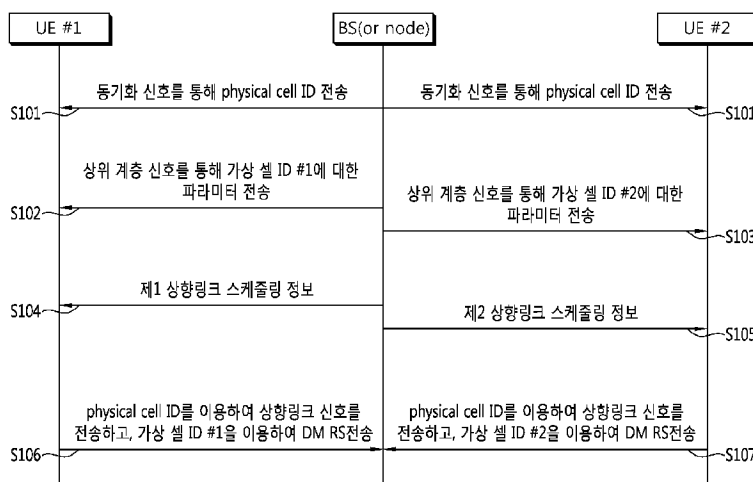 UE #1
BS(or node)
UE #2
동기화 신호를 통해 physical cell ID 전송
동기화 신호를 통해 physical cell ID 전송
S101
S101
상위 계층 신호를 통해 가상 셀 ID #1에 대한
파라미터 전송
S102
상위 계층 신호를 통해 가상 셀 ID #2에 대한
파라미터 전송
S103
제1 상향링크 스케줄링 정보
S104
제2 상향링크 스케줄링 정보
S105
physical cell ID를 이용하여 상향링크 신호를
전송하고, 가상 셀 ID #1을 이용하여 DM RS전송
S106
physical cell ID를 이용하여 상향링크 신호를
전송하고, 가상 셀 ID #2을 이용하여 DM RS전송
S107